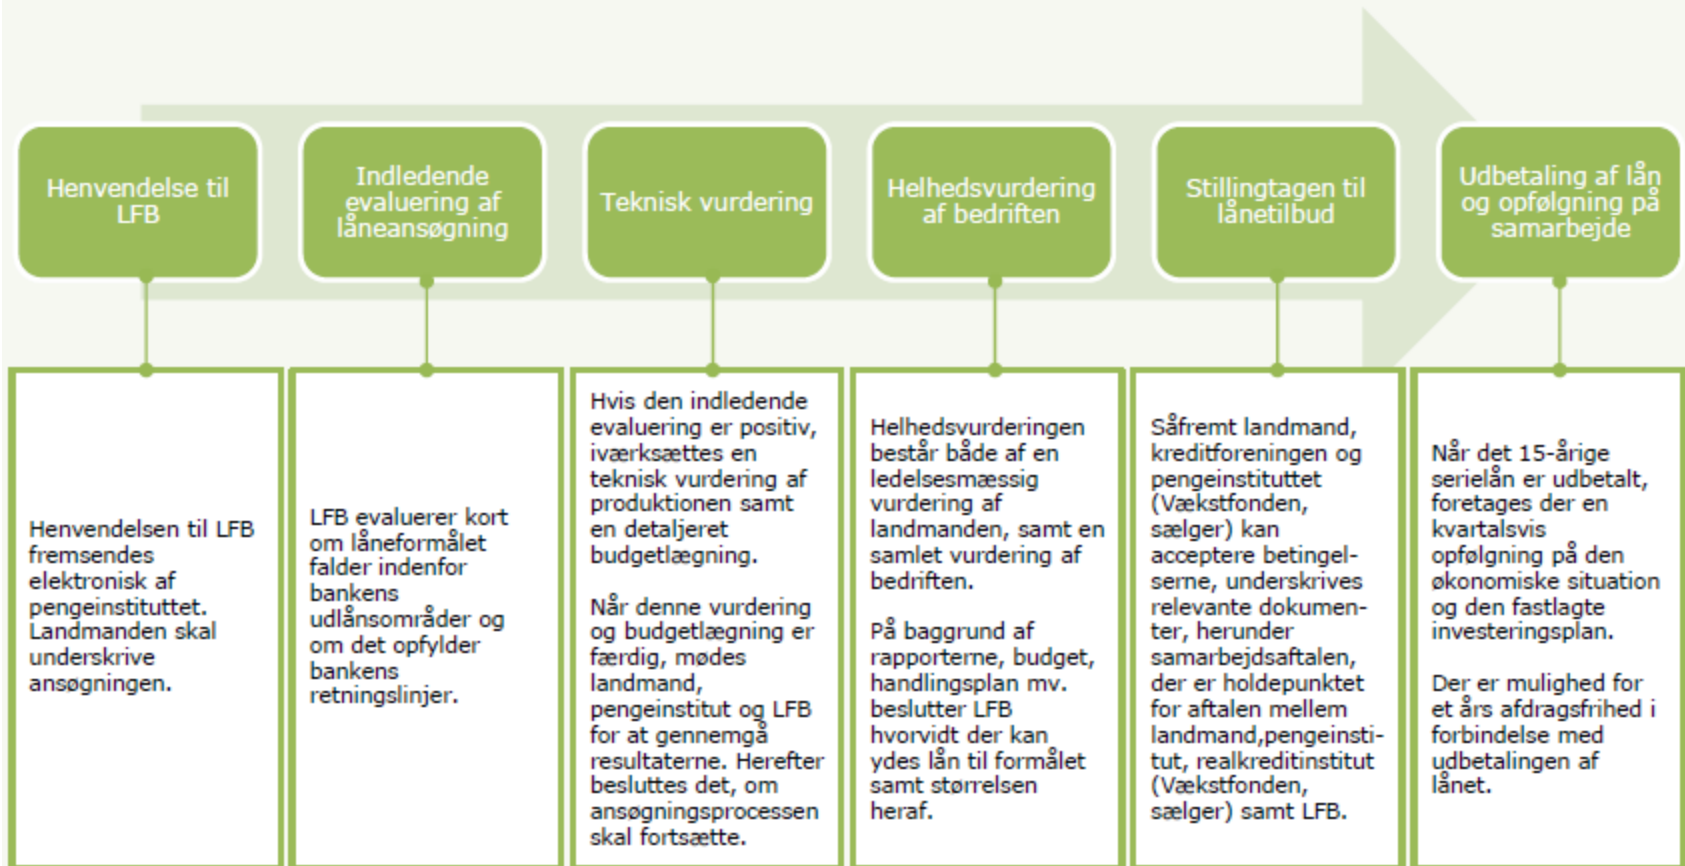 Henvendelse til
LFB
Indledende
evaluering af
låneansøgning
Teknisk vurdering
Helhedsvurdering
af bedriften
Stillingtagen til
lånetilbud
Udbetaling af lån
og opfølgning på
samarbejde
Henvendelsen til LFB
fremsendes
elektronisk af
pengeinstituttet.
Landmanden skal
underskrive
ansøgningen.
LFB evaluerer kort
om låneformålet
falder indenfor
bankens
udlånsområder og
om det opfylder
bankens
retningslinjer.
Hvis den indledende
evaluering er positiv,
iværksættes en
teknisk vurdering af
produktionen samt
en detaljeret
budgetlægning.
Når denne vurdering
og budgetlægning er
færdig, mødes
landmand,
pengeinstitut og LFB
for at gennemgå
resultaterne. Herefter
besluttes det, om
ansøgningsprocessen
skal fortsætte.
Helhedsvurderingen
består både af en
ledelsesmæssig
vurdering af
landmanden, samt en
samlet vurdering af
bedriften.
På baggrund af
rapporterne, budget,
handlingsplan mv.
beslutter LFB
hvorvidt der kan
ydes lån til formålet
samt størrelsen
heraf.
Såfremt landmand,
kreditforeningen og
pengeinstituttet
(Vækstfonden,
sælger) kan
acceptere betingel-
serne, underskrives
relevante dokumen-
ter, herunder
samarbejdsaftalen,
der er holdepunktet
for aftalen mellem
landmand,pengeinsti-
tut, realkreditinstitut
(Vækstfonden,
sælger) samt LFB.
Når det 15-årige
serielån er udbetalt,
foretages der en
kvartalsvis
opfølgning på den
økonomiske situation
og den fastlagte
investeringsplan.
Der er mulighed for
et års afdragsfrihed i
forbindelse med
udbetalingen af
lånet.